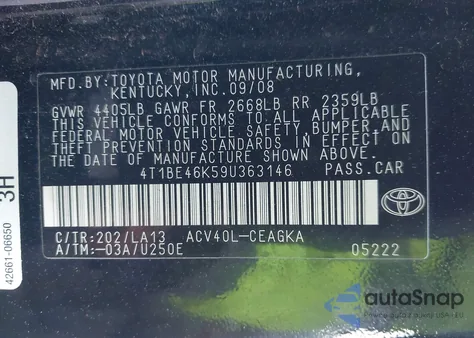 MFD.BY:TOYOTA MOTOR MANUFACTURING,
KENTUCKY, INC. 09/08
GVWR 4405LB GAWR FR 2668LB RR 2359LB
THIS VEHICLE CONFORMS TO ALL APPLICABLE
FEDERAL MOTOR VEHICLE SAFETY, BUMPER, AND
THEFT PREVENTION STANDARDS IN EFFECT ON
THE DATE OF MANUFACTURE SHOWN ABOVE.
4T1BE46K59U363146 PASS.CAR
C/TR:202/LA13 ACV40L-CEAGKA
A/TM:-03A/U250E 05222
42661-06650
3H
autoSnap